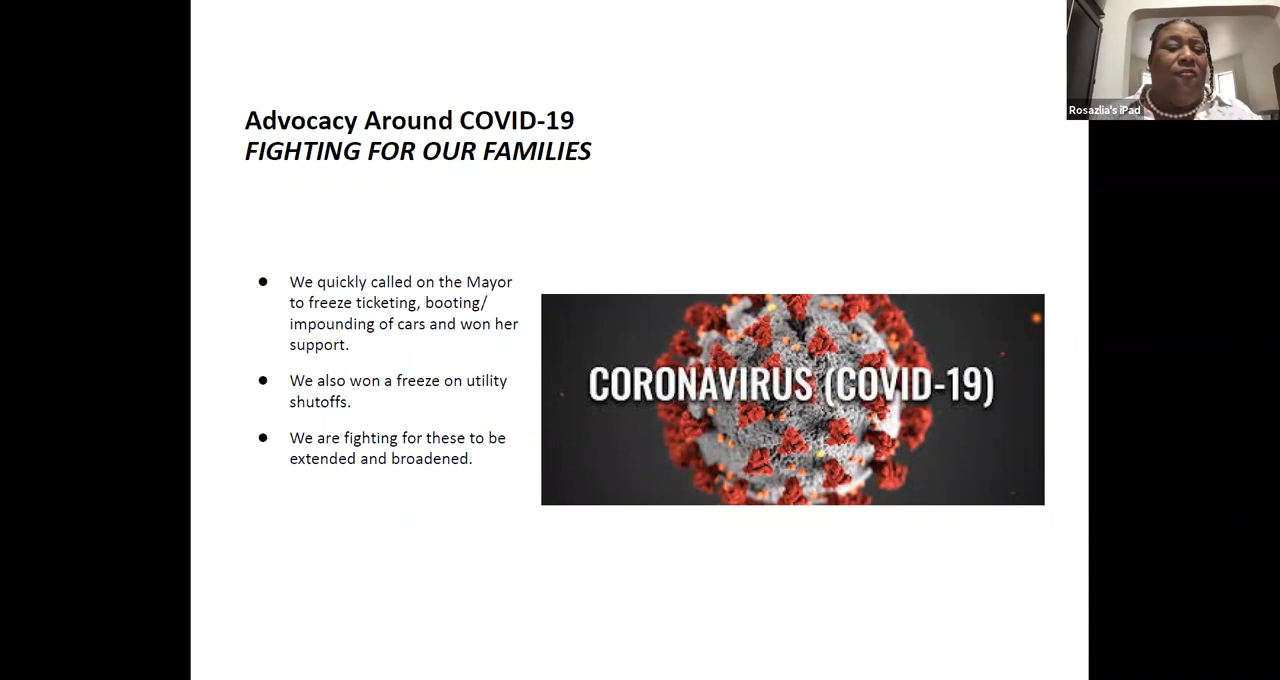 Advocacy Around COVID-19
FIGHTING FOR OUR FAMILIES
● We quickly called on the Mayor
to freeze ticketing, booting/
impounding of cars and won her
support.
● We also won a freeze on utility
shutoffs.
● We are fighting for these to be
extended and broadened.
CORONAVIRUS (COVID-19)
Rosazlia's iPad